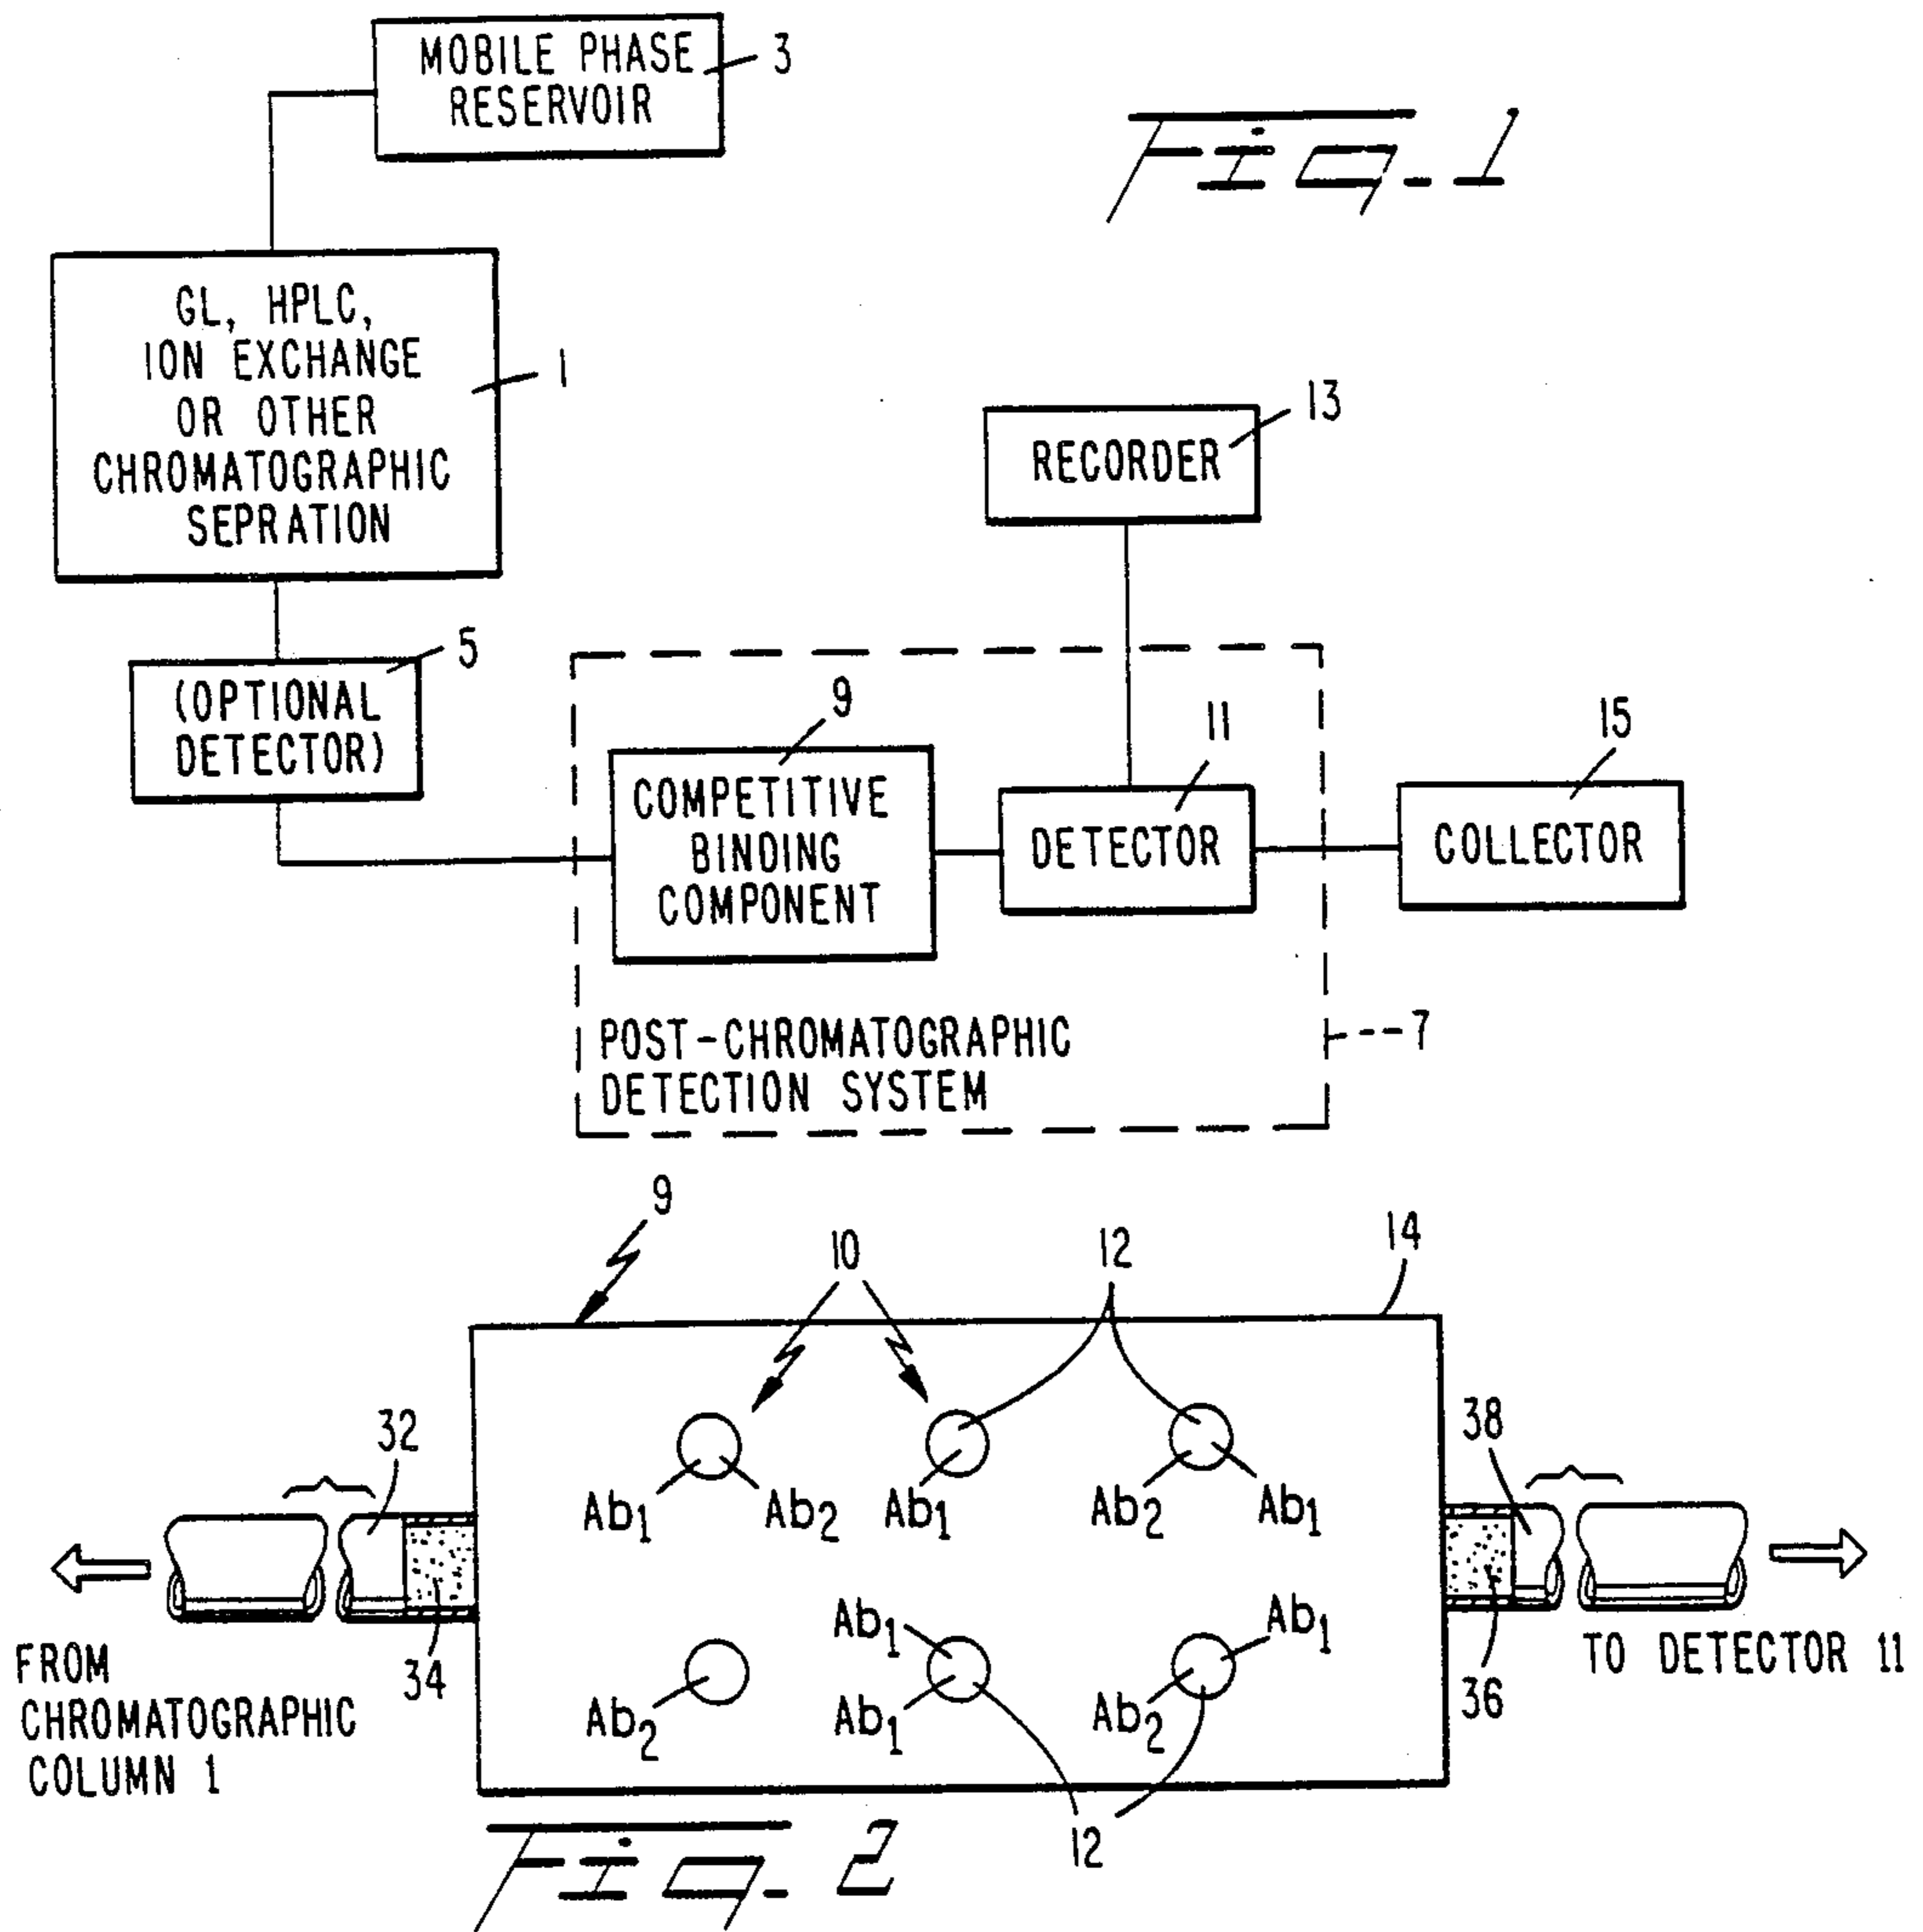 MOBILE PHASE
RESERVOIR
3
Fig. 1
GL, HPLC,
ION EXCHANGE
OR OTHER
CHROMATOGRAPHIC
SEPRATION
1
RECORDER
13
(OPTIONAL
DETECTOR)
5
COMPETITIVE
BINDING
COMPONENT
9
DETECTOR
11
COLLECTOR
15
POST-CHROMATOGRAPHIC
DETECTION SYSTEM
7
9
10
12
14
32
38
Ab1
Ab2
Ab1
Ab2
Ab1
34
36
Ab2
Ab1
Ab1
Ab2
Ab1
FROM
CHROMATOGRAPHIC
COLUMN 1
TO DETECTOR 11
12
Fig. 2